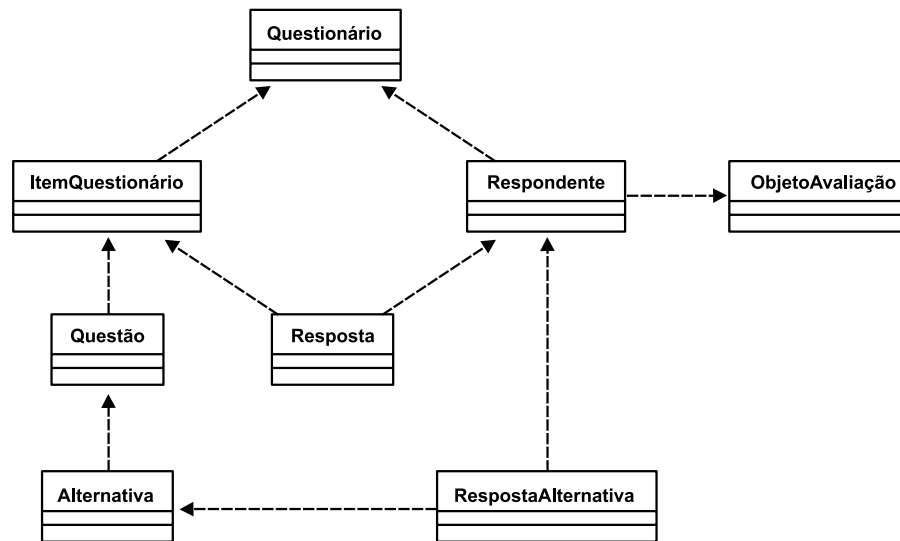 Questionário
ItemQuestionário
Respondente
ObjetoAvaliação
Questão
Resposta
Alternativa
RespostaAlternativa